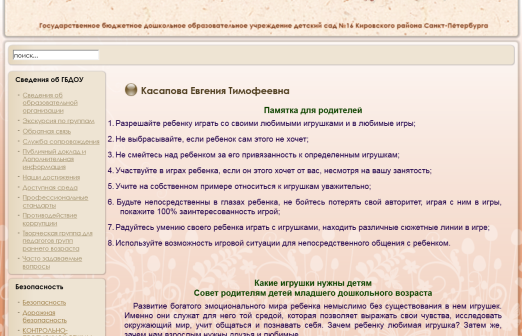 Государственное бюджетное дошкольное образовательное учреждение детский сад №16 Кировского района Санкт-Петербурга
поиск...
Сведения об ГБДОУ
Сведения об
образовательной
организации
Экскурсия по группам
Обратная связь
Служба сопровождения
Публичный доклад и
Дополнительная
информация
Наши достижения
Доступная среда
Профессиональные
стандарты
Противодействие
коррупции
Творческая группа для
педагогов групп
раннего возраста
Часто задаваемые
вопросы
Безопасность
Безопасность
Дорожная
безопасность
КОНТРОЛЬНО-
Касапова Евгения Тимофеевна
Памятка для родителей
1. Разрешайте ребенку играть со своими любимыми игрушками и в любимые игры;
2. Не выбрасывайте, если ребенок сам этого не хочет;
3. Не смейтесь над ребенком за его привязанность к определенным игрушкам;
4. Участвуйте в играх ребенка, если он этого хочет от вас, несмотря на вашу занятость;
5. Учите на собственном примере относится к игрушкам уважительно;
6. Будьте непосредственны в глазах ребенка, не бойтесь потерять свой авторитет, играя с ним в игры,
покажите 100% заинтересованность игрой;
7. Радуйтесь умению своего ребенка играть с игрушками, находить различные сюжетные линии в игре;
8. Используйте возможность игровой ситуации для непосредственного общения с ребенком.
Какие игрушки нужны детям
Совет родителям детей младшего дошкольного возраста
Развитие богатого эмоционального мира ребенка немыслимо без существования в нем игрушек.
Именно они служат для него той средой, которая позволяет выражать свои чувства, исследовать
окружающий мир, учит общаться и познавать себя. Зачем ребенку любимая игрушка? Затем же,
зачем нам взрослым нужны друзья и любимые.